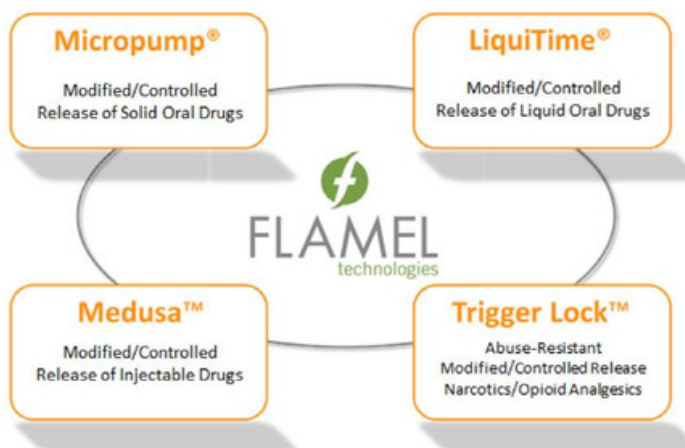 Micropump®
Modified/Controlled
Release of Solid Oral Drugs
LiquiTime®
Modified/Controlled
Release of Liquid Oral Drugs
FLAMEL
technologies
Medusa™
Modified/Controlled
Release of Injectable Drugs
Trigger Lock™
Abuse-Resistant
Modified/Controlled Release
Narcotics/Opioid Analgesics